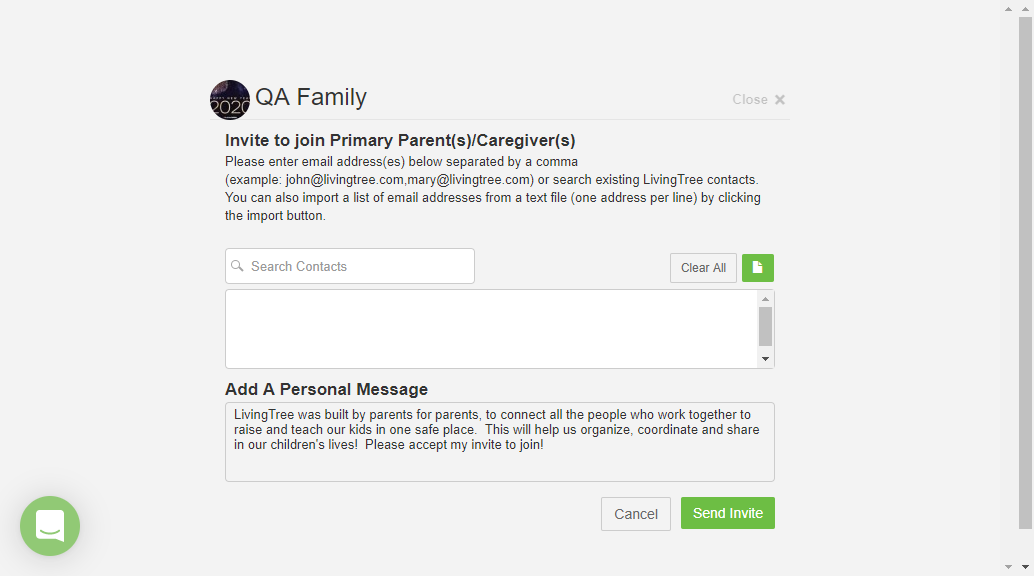 2020
QA Family
Close
Invite to join Primary Parent(s)/Caregiver(s)
Please enter email address(es) below separated by a comma
(example: john@livingtree.com,mary@livingtree.com) or search existing LivingTree contacts.
You can also import a list of email addresses from a text file (one address per line) by clicking
the import button.
Search Contacts
Clear All
Add A Personal Message
LivingTree was built by parents for parents, to connect all the people who work together to
raise and teach our kids in one safe place.  This will help us organize, coordinate and share
in our children's lives!  Please accept my invite to join!
Cancel
Send Invite